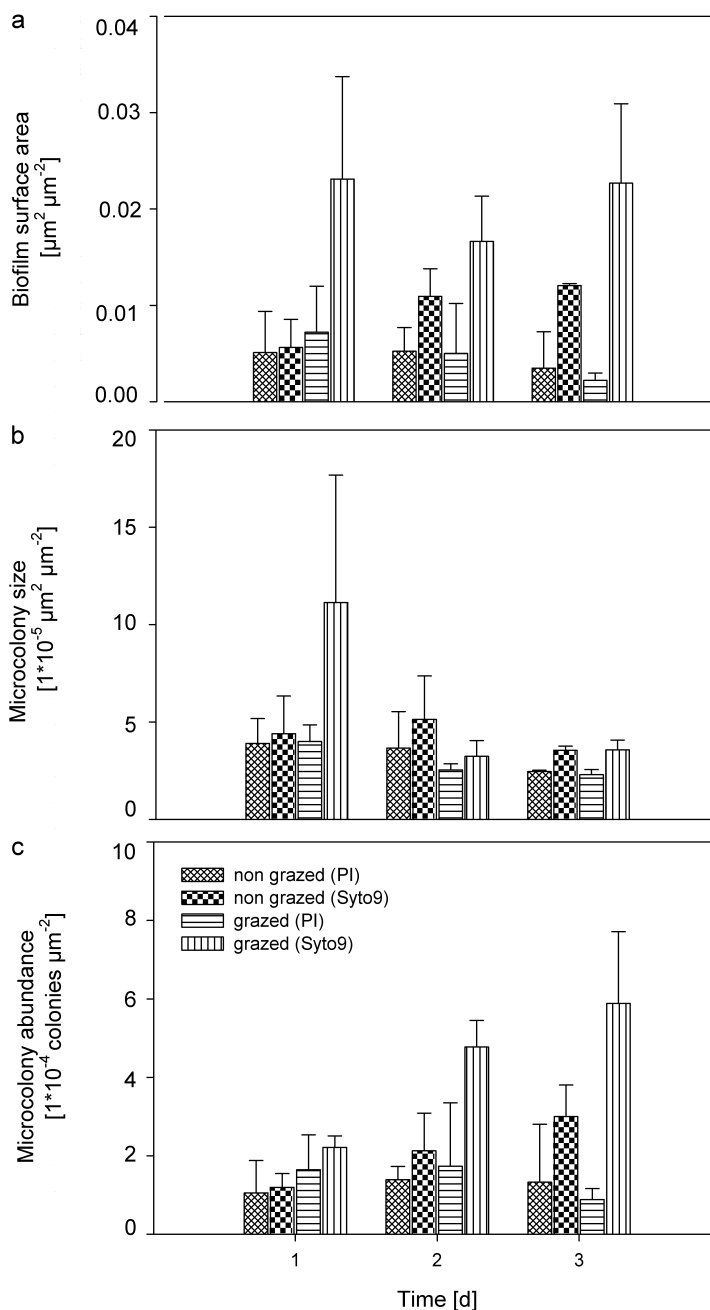 a
0.04
0.03
0.02
0.01
0.00
Biofilm surface area
[µm² µm⁻²]
b
20
15
10
5
0
Microcolony size
[1*10⁻⁵ µm² µm⁻²]
c
10
8
6
4
2
0
Microcolony abundance
[1*10⁻⁴ colonies µm⁻²]
non grazed (PI)
non grazed (Syto9)
grazed (PI)
grazed (Syto9)
1 2 3
Time [d]